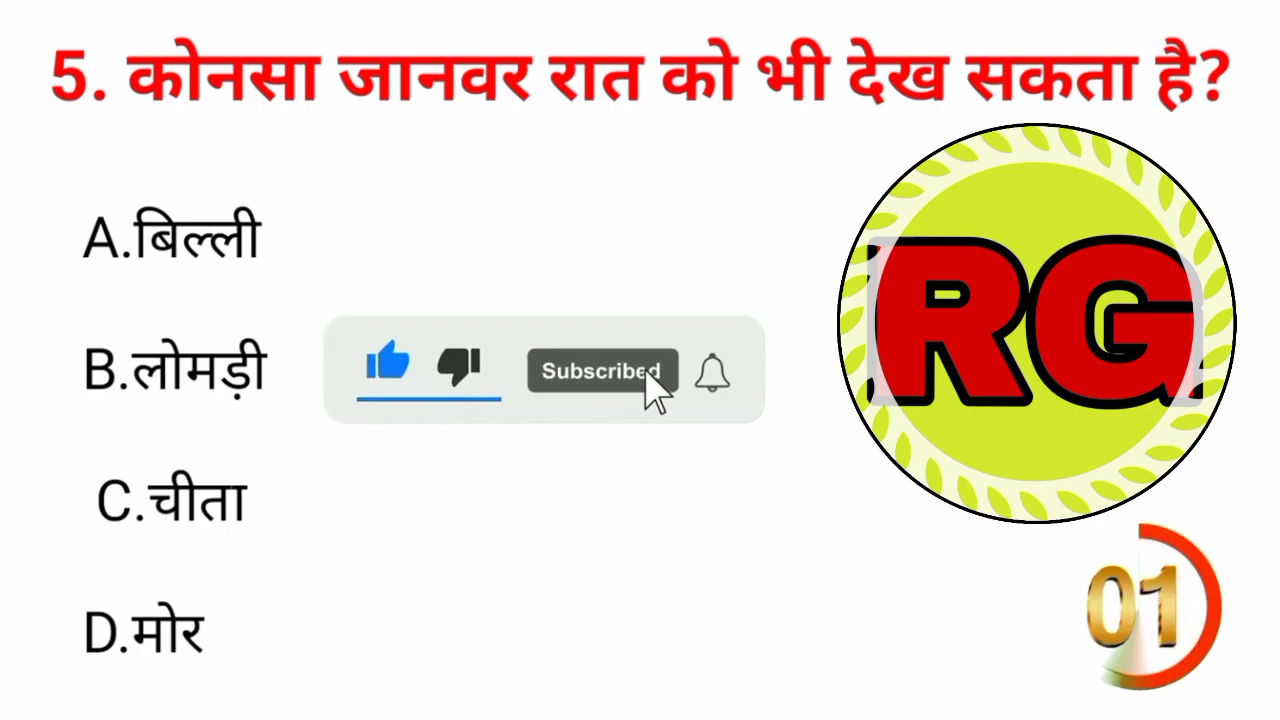 5. कोनसा जानवर रात को भी देख सकता है?
A.बिल्ली
RG
B.लोमड़ी
Subscribed
C.चीता
01
D.मोर